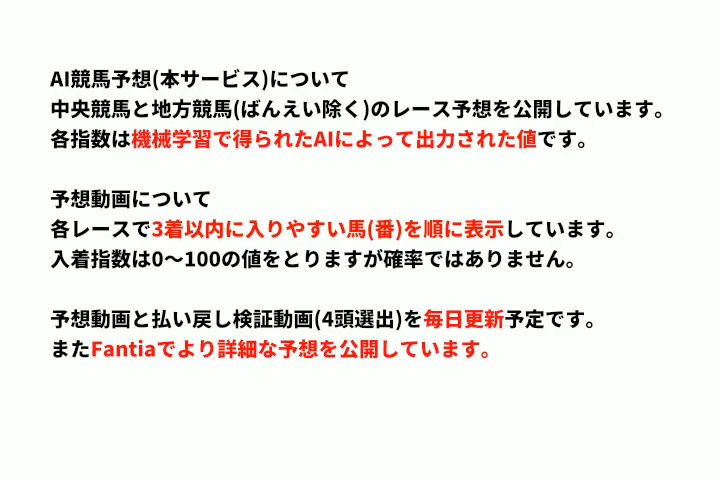 AI競馬予想(本サービス)について
中央競馬と地方競馬(ばんえい除く)のレース予想を公開しています。
各指数は機械学習で得られたAIによって出力された値です。
予想動画について
各レースで3着以内に入りやすい馬(番)を順に表示しています。
入着指数は0〜100の値をとりますが確率ではありません。
予想動画と払い戻し検証動画(4頭選出)を毎日更新予定です。
またFantiaでより詳細な予想を公開しています。